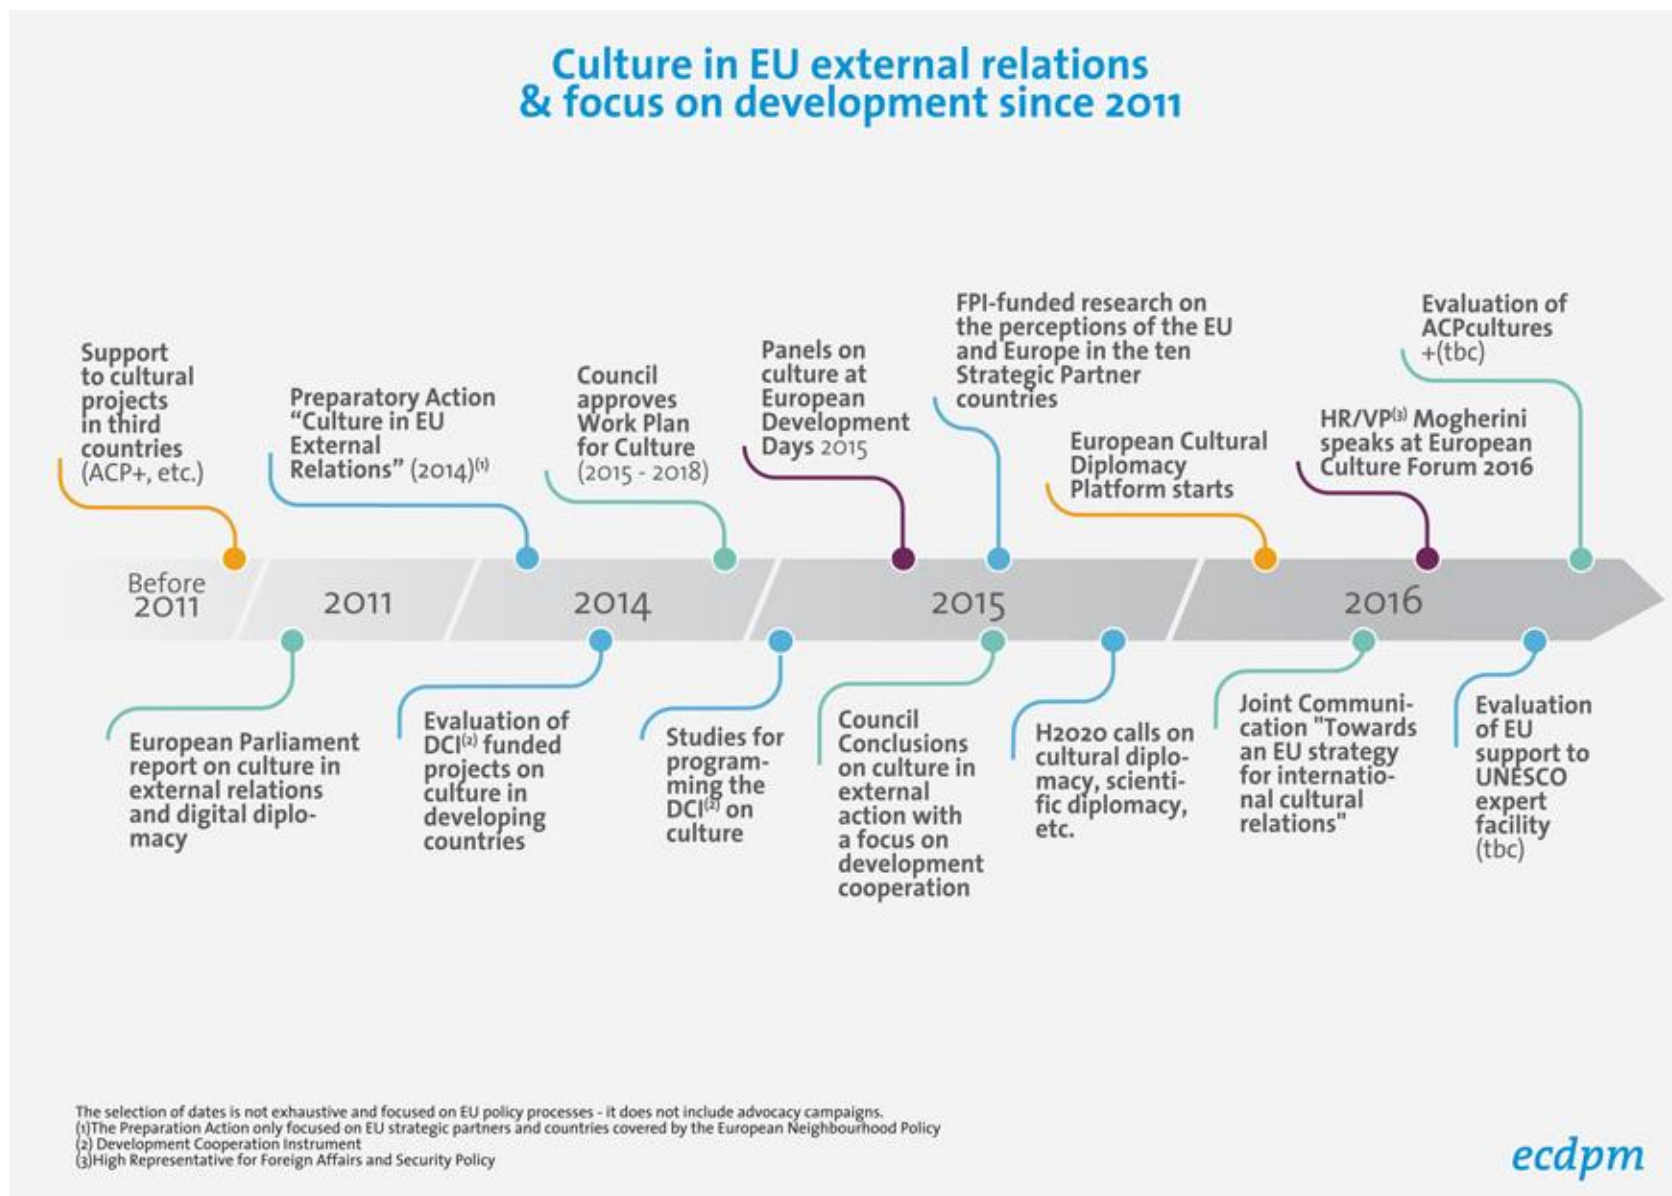 Culture in EU external relations
& focus on development since 2011
Support
to cultural
projects
in third
countries
(ACP+, etc.)
Preparatory Action
“Culture in EU
External
Relations” (2014)(1)
Council
approves
Work Plan
for Culture
(2015 - 2018)
Panels on
culture at
European
Development
Days 2015
FPI-funded research on
the perceptions of the EU
and Europe in the ten
Strategic Partner
countries
European Cultural
Diplomacy
Platform starts
HR/VP(3) Mogherini
speaks at European
Culture Forum 2016
Evaluation of
ACPcultures
+(tbc)
Before
2011
2011
2014
2015
2016
European Parliament
report on culture in
external relations
and digital diplo-
macy
Evaluation of
DCI(2) funded
projects on
culture in
developing
countries
Studies for
program-
ming the
DCI(2) on
culture
Council
Conclusions
on culture in
external
action with
a focus on
development
cooperation
H2020 calls on
cultural diplo-
macy, scienti-
fic diplomacy,
etc.
Joint Communi-
cation "Towards
an EU strategy
for internatio-
nal cultural
relations"
Evaluation
of EU
support to
UNESCO
expert
facility
(tbc)
The selection of dates is not exhaustive and focused on EU policy processes - it does not include advocacy campaigns.
(1)The Preparation Action only focused on EU strategic partners and countries covered by the European Neighbourhood Policy
(2) Development Cooperation Instrument
(3)High Representative for Foreign Affairs and Security Policy
ecdpm